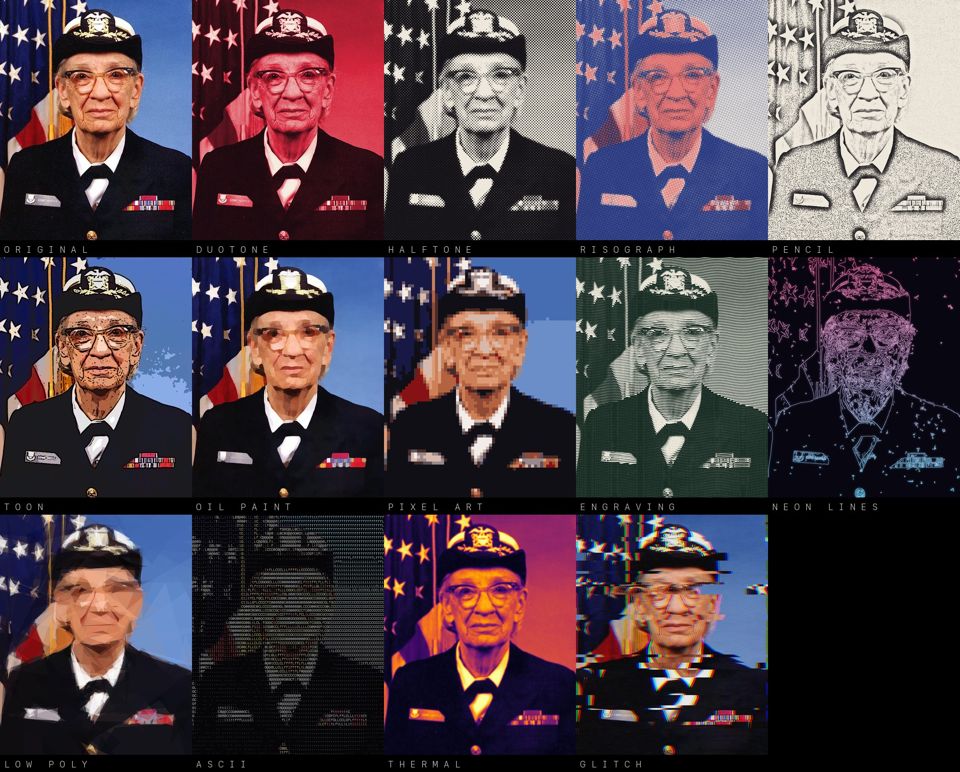 ORIGINAL
DUOTONE
HALFTONE
RISOGRAPH
PENCIL
TOON
OIL PAINT
PIXEL ART
ENGRAVING
NEON LINES
LOW POLY
ASCII
THERMAL
GLITCH